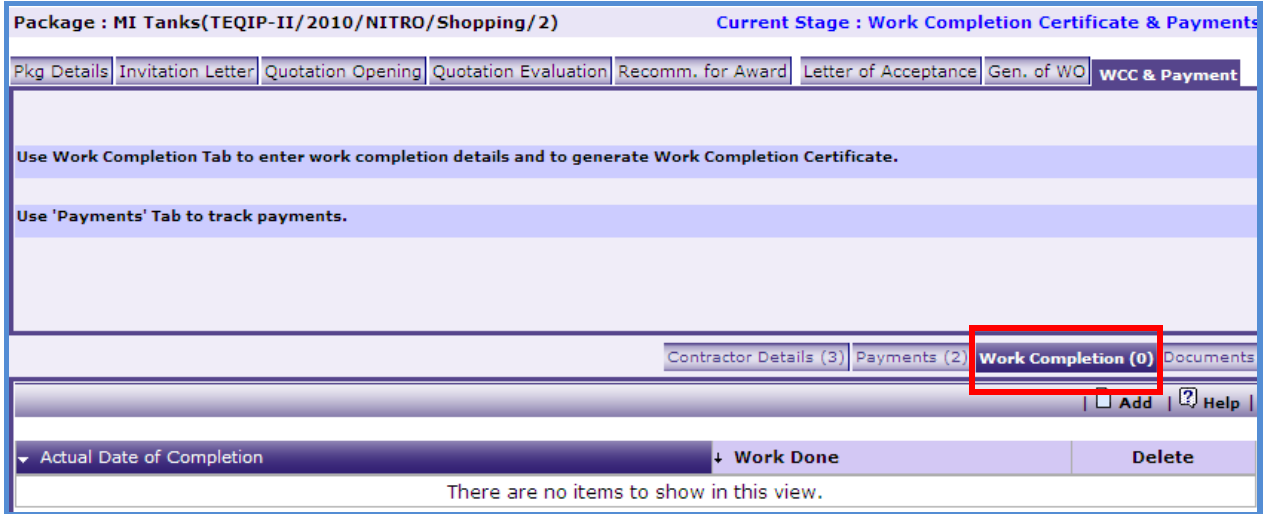 Package : MI Tanks(TEQIP-II/2010/NITRO/Shopping/2) Current Stage : Work Completion Certificate & Payments
Pkg Details Invitation Letter Quotation Opening Quotation Evaluation Recomm. for Award Letter of Acceptance Gen. of WO WCC & Payment
Use Work Completion Tab to enter work completion details and to generate Work Completion Certificate.
Use 'Payments' Tab to track payments.
Contractor Details (3) Payments (2) Work Completion (0) Documents
| Add | Help |
Actual Date of Completion Work Done Delete
There are no items to show in this view.